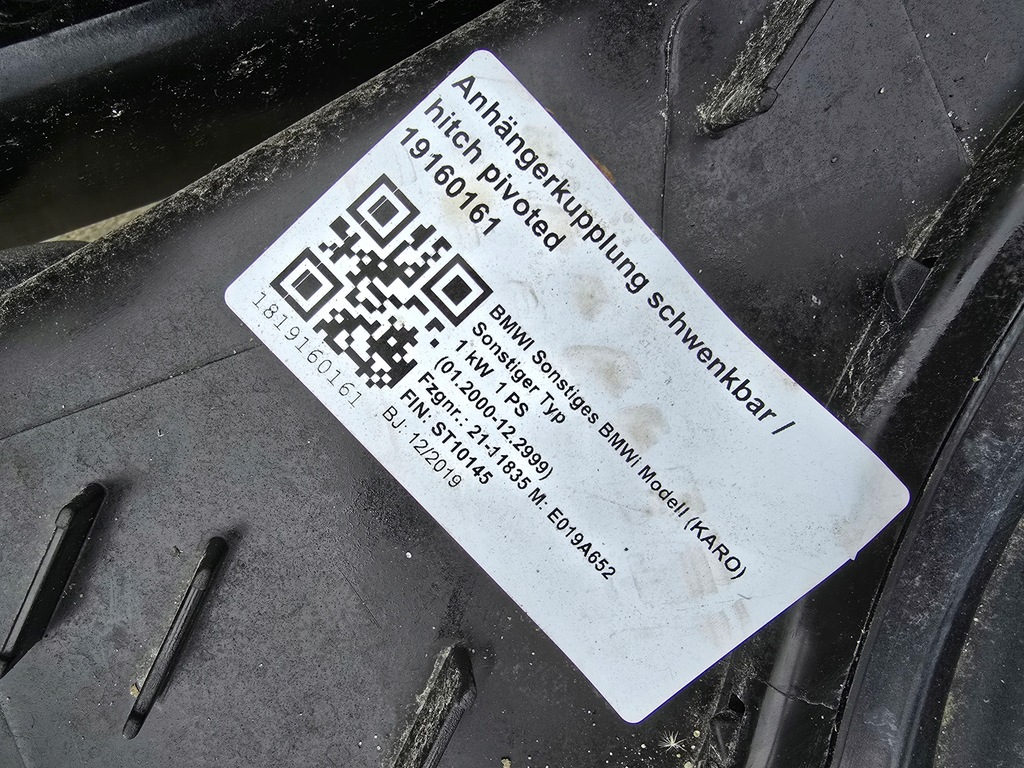 Anhängerkupplung schwenkbar /
hitch pivoted
19160161
1819160161
BMWI Sonstiges BMWi Modell (KARO)
Sonstiger Typ
1 kW 1 PS
(01.2000-12.2999)
Fzgnr.: 21-11835 M: E019A652
FIN: ST10145
BJ: 12/2019